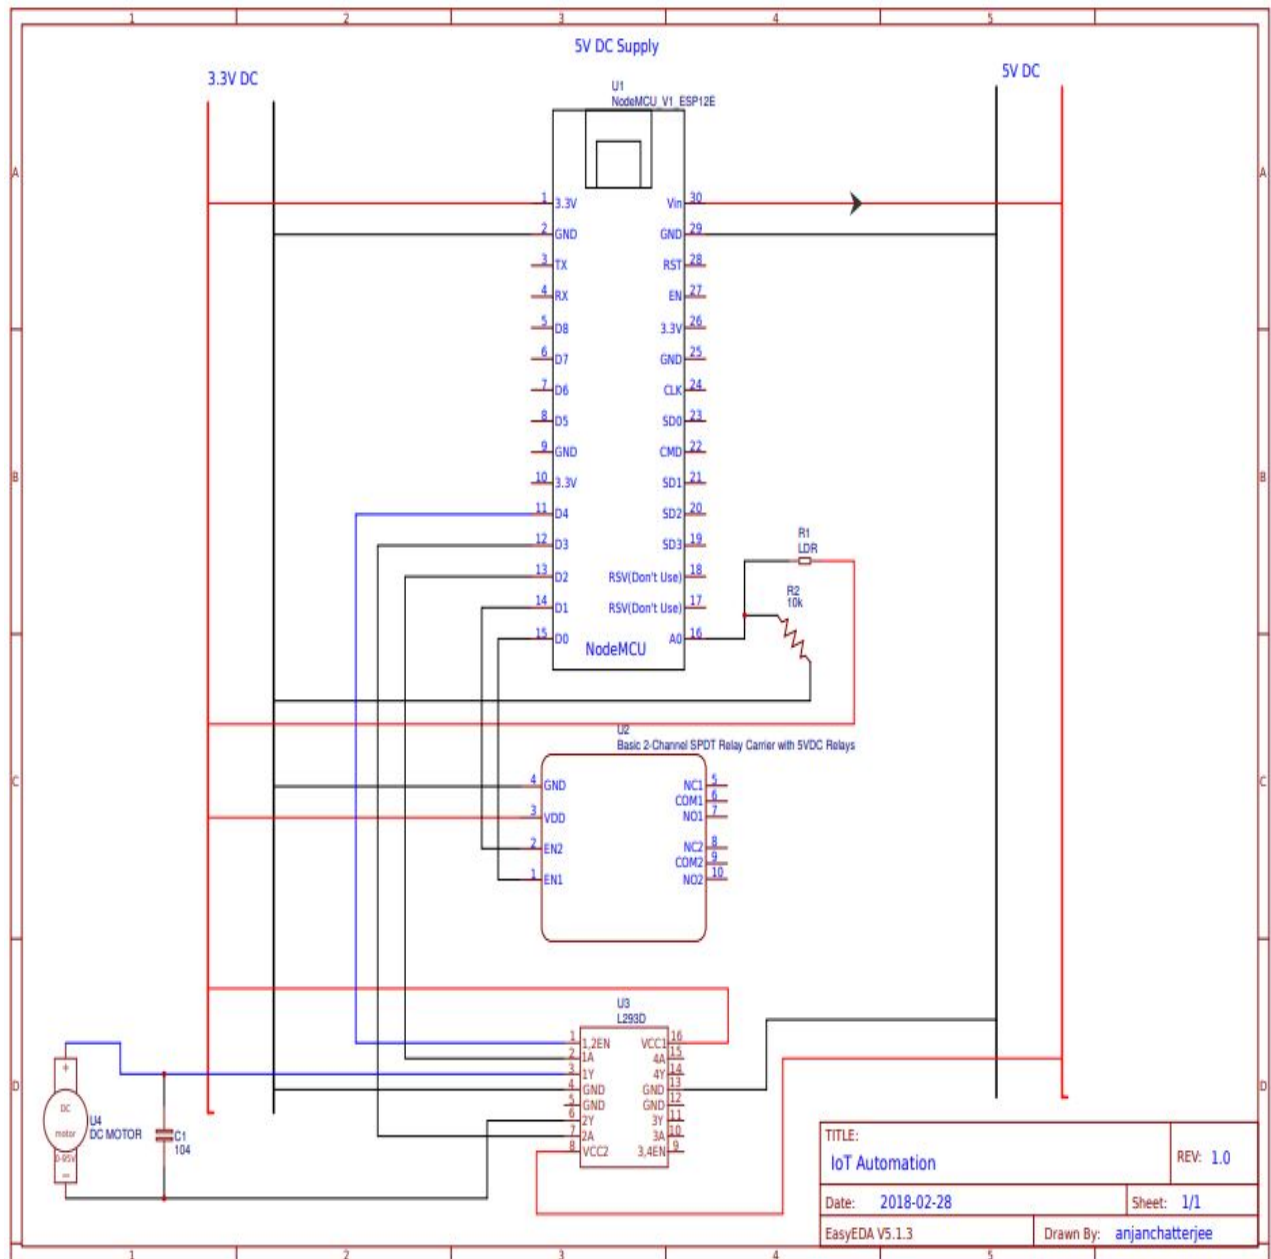 1 2 3 4 5
5V DC Supply
3.3V DC
5V DC
U1
NodeMCU_V1_ESP12E
A A
1 3.3V Vin 30
2 GND GND 29
3 TX RST 28
4 RX EN 27
5 D8 3.3V 26
6 D7 GND 25
7 D6 CLK 24
8 D5 SD0 23
9 GND CMD 22
B B
10 3.3V SD1 21
11 D4 SD2 20
12 D3 SD3 19
13 D2 RSV(Don't Use) 18
14 D1 RSV(Don't Use) 17
15 D0 A0 16
NodeMCU
R1
LDR
R2
10k
U2
Basic 2-Channel SPDT Relay Carrier with 5VDC Relays
C C
4 GND NC1 5
COM1 6
3 VDD NO1 7
2 EN2 NC2 8
COM2 9
1 EN1 NO2 10
U3
L293D
1 1,2EN VCC1 16
2 1A 4A 15
3 1Y 4Y 14
4 GND GND 13
5 GND GND 12
6 2Y 3Y 11
7 2A 3A 10
8 VCC2 3,4EN 9
D D
+
DC
motor
U4
DC MOTOR
C1
104
TITLE:
IoT Automation
REV: 1.0
Date: 2018-02-28
Sheet: 1/1
EasyEDA V5.1.3
Drawn By: anjanchatterjee
1 2 3 4 5